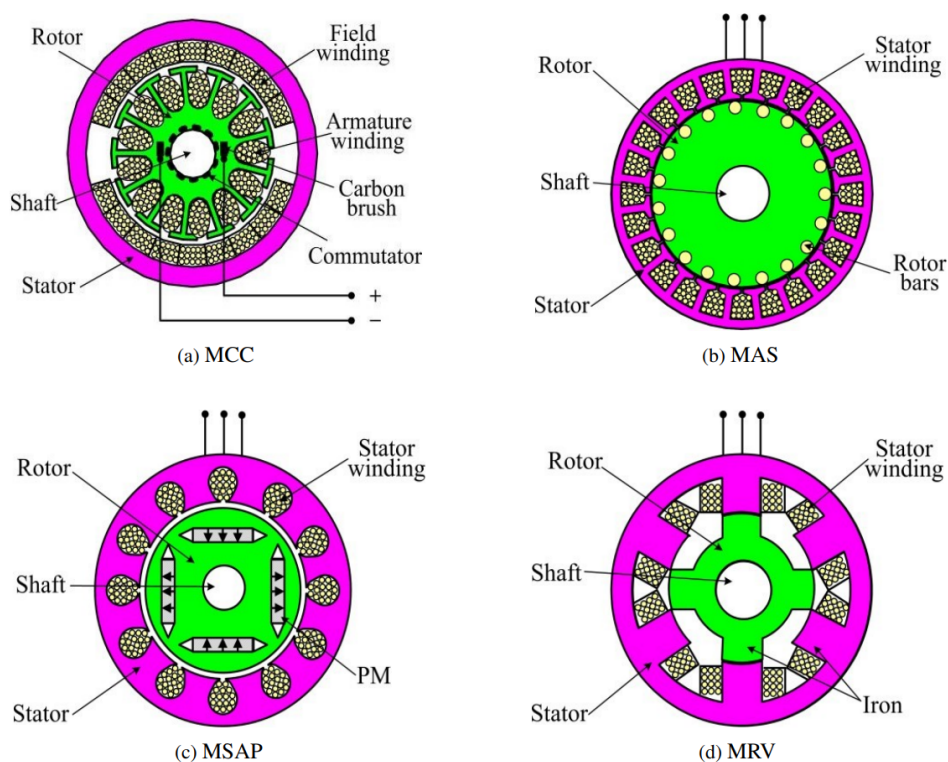 Rotor
Field
winding
Armature
winding
Carbon
brush
Shaft
Commutator
Stator
+
−
(a) MCC
Rotor
Stator
winding
Shaft
Stator
Rotor
bars
(b) MAS
Rotor
Stator
winding
Shaft
PM
Stator
(c) MSAP
Rotor
Stator
winding
Shaft
Stator
Iron
(d) MRV